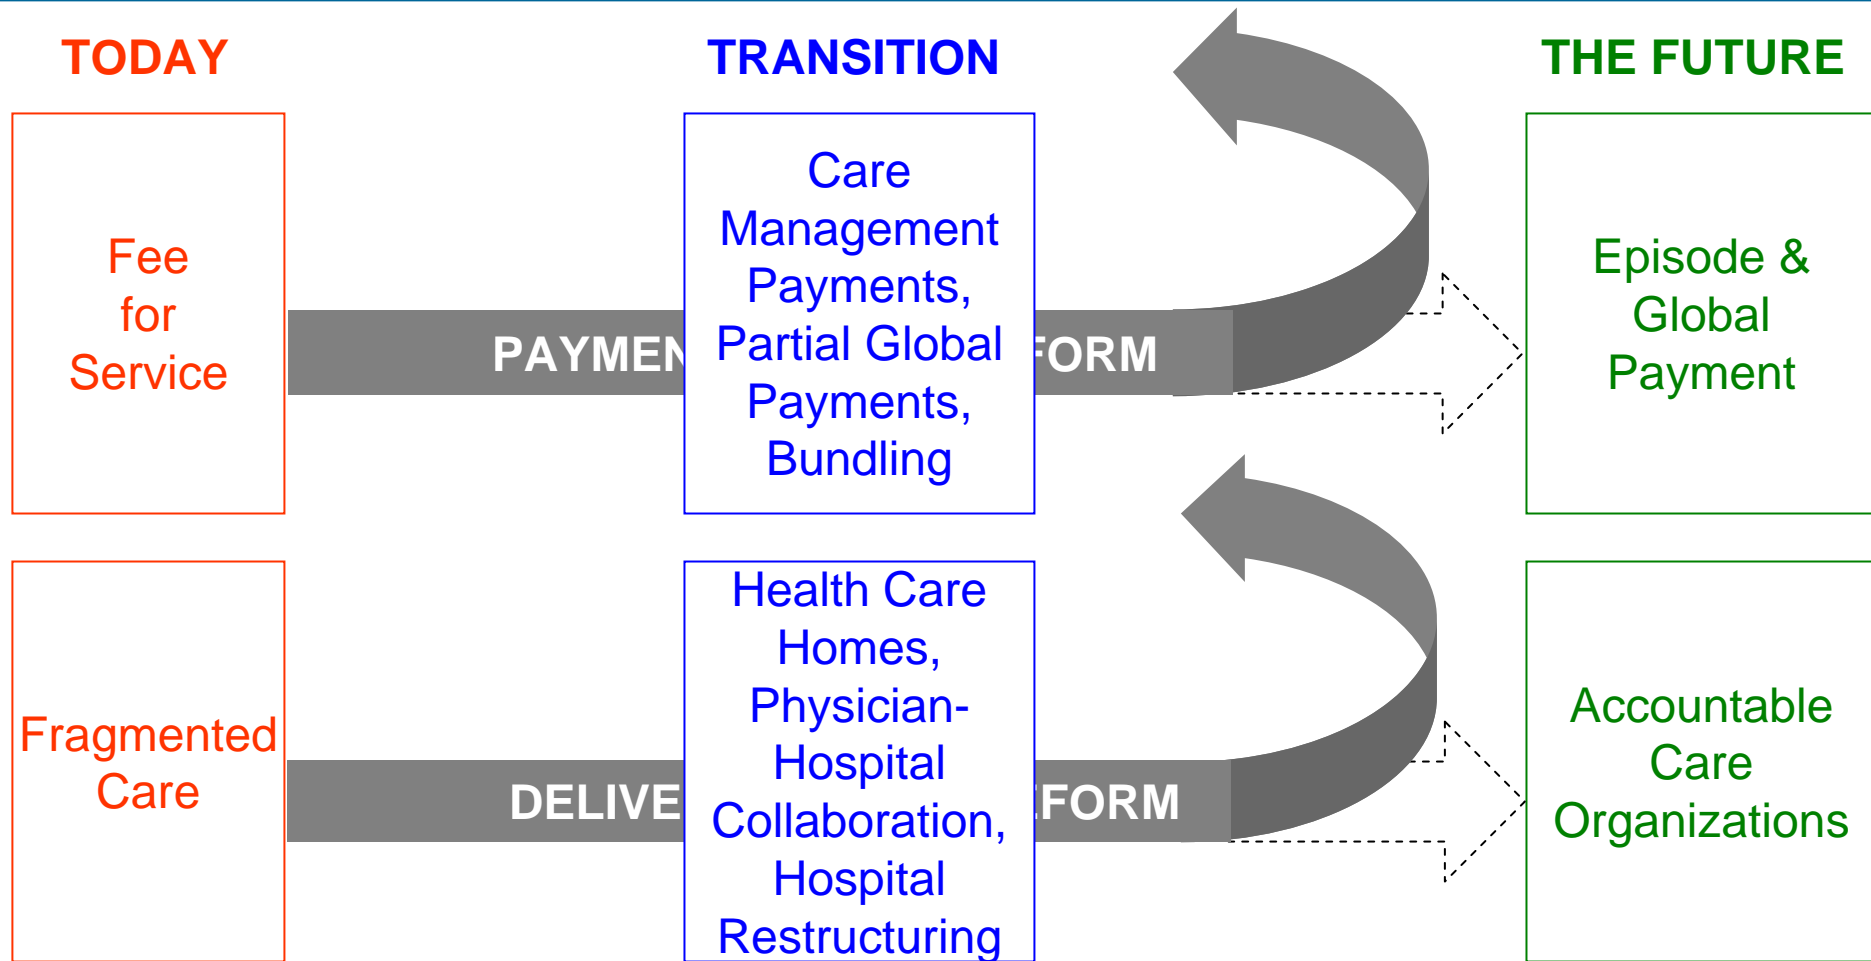 TODAY
TRANSITION
THE FUTURE
Fee
for
Service
PAYMEN
FORM
Care
Management
Payments,
Partial Global
Payments,
Bundling
Episode &
Global
Payment
Fragmented
Care
DELIVE
EFORM
Health Care
Homes,
Physician-
Hospital
Collaboration,
Hospital
Restructuring
Accountable
Care
Organizations